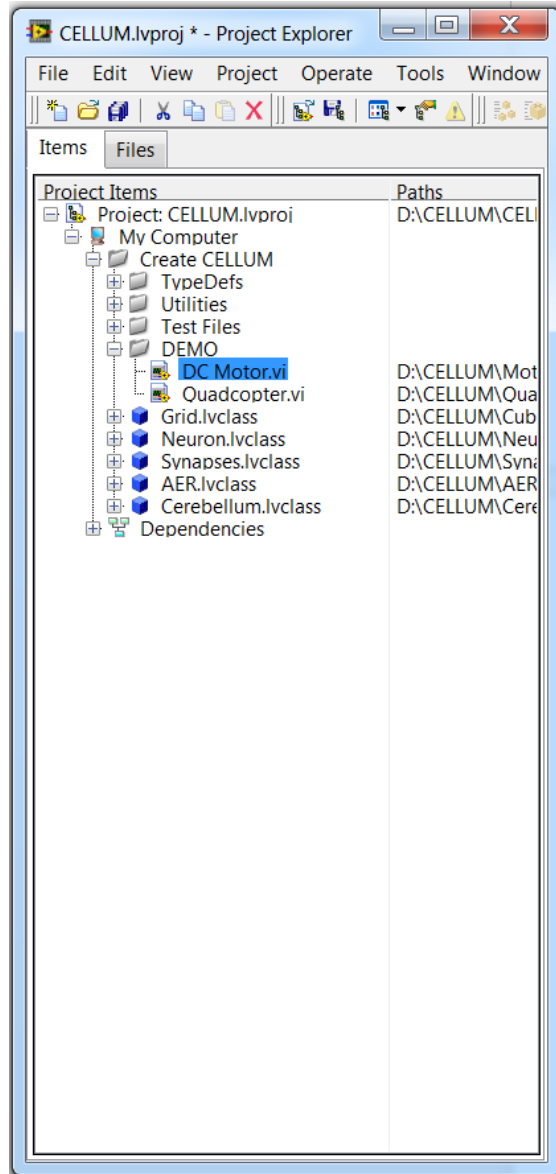 CELLUM.lvproj * - Project Explorer
File Edit View Project Operate Tools Window
Items Files
Project Items Paths
Project: CELLUM.lvproj D:\CELLUM\CELL
My Computer
Create CELLUM
TypeDefs
Utilities
Test Files
DEMO
DC Motor.vi D:\CELLUM\Mot
Quadcopter.vi D:\CELLUM\Qua
Grid.lvclass D:\CELLUM\Cub
Neuron.lvclass D:\CELLUM\Neu
Synapses.lvclass D:\CELLUM\Syna
AER.lvclass D:\CELLUM\AER
Cerebellum.lvclass D:\CELLUM\Cere
Dependencies